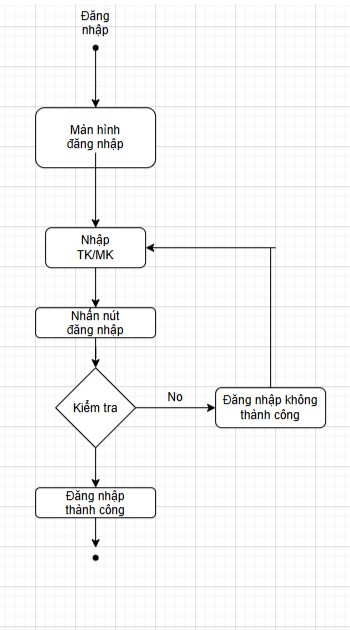 Đăng
nhập
Màn hình
đăng nhập
Nhập
TK/MK
Nhấn nút
đăng nhập
Kiểm tra
No
Đăng nhập không
thành công
Đăng nhập
thành công